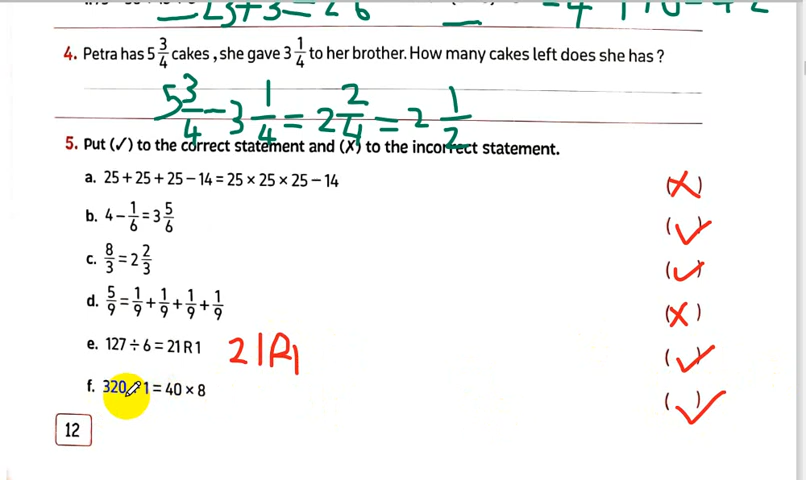 4. Petra has 5 3/4 cakes , she gave 3 1/4 to her brother. How many cakes left does she has ?
5 3/4 - 3 1/4 = 2 2/4 = 2 1/2
5. Put (✓) to the correct statement and (X) to the incorrect statement.
a. 25 + 25 + 25 – 14 = 25 × 25 × 25 – 14 (X)
b. 4 – 1/6 = 3 5/6 (✓)
c. 8/3 = 2 2/3 (✓)
d. 5/9 = 1/9 + 1/9 + 1/9 + 1/9 (X)
e. 127 ÷ 6 = 21 R 1 21R1 (✓)
f. 320 1 = 40 × 8 (✓)
12